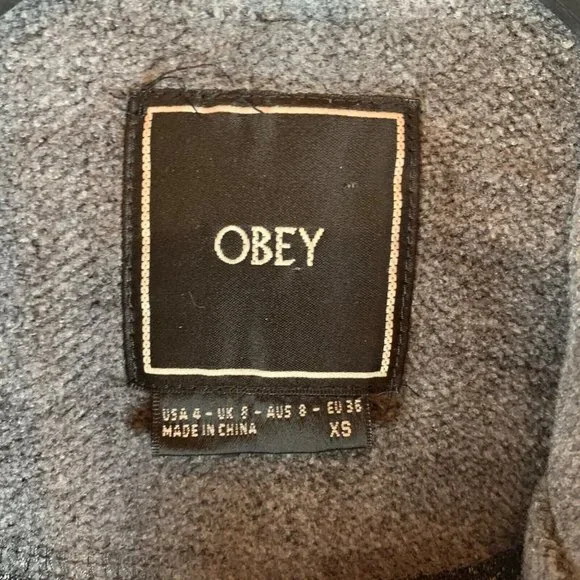 OBEY
USA 4 - UK 8 - AUS 8 - EU 36
MADE IN CHINA XS